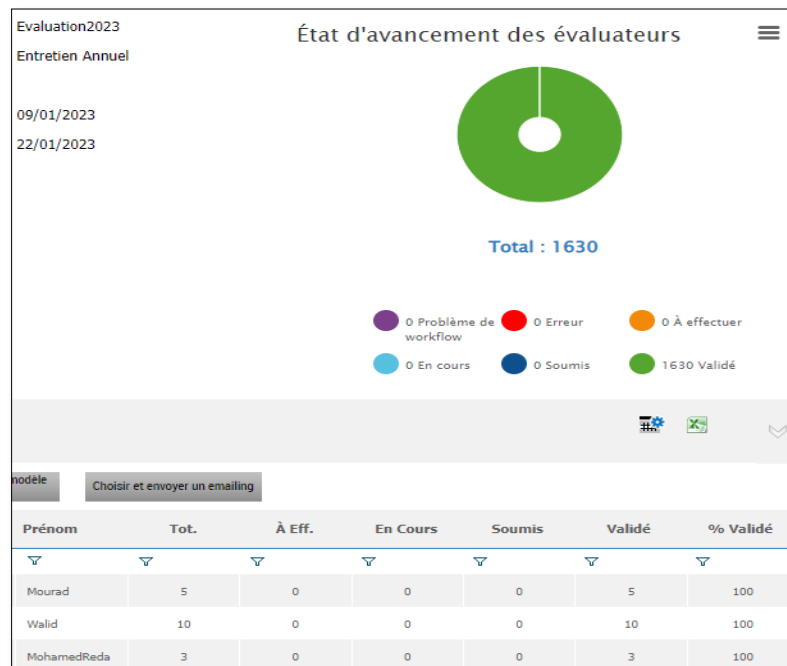 Evaluation2023
Entretien Annuel
09/01/2023
22/01/2023
État d'avancement des évaluateurs
Total : 1630
0 Problème de workflow
0 Erreur
0 À effectuer
0 En cours
0 Soumis
1630 Validé
modèle
Choisir et envoyer un emailing
Prénom Tot. À Eff. En Cours Soumis Validé % Validé
Mourad 5 0 0 0 5 100
Walid 10 0 0 0 10 100
MohamedReda 3 0 0 0 3 100